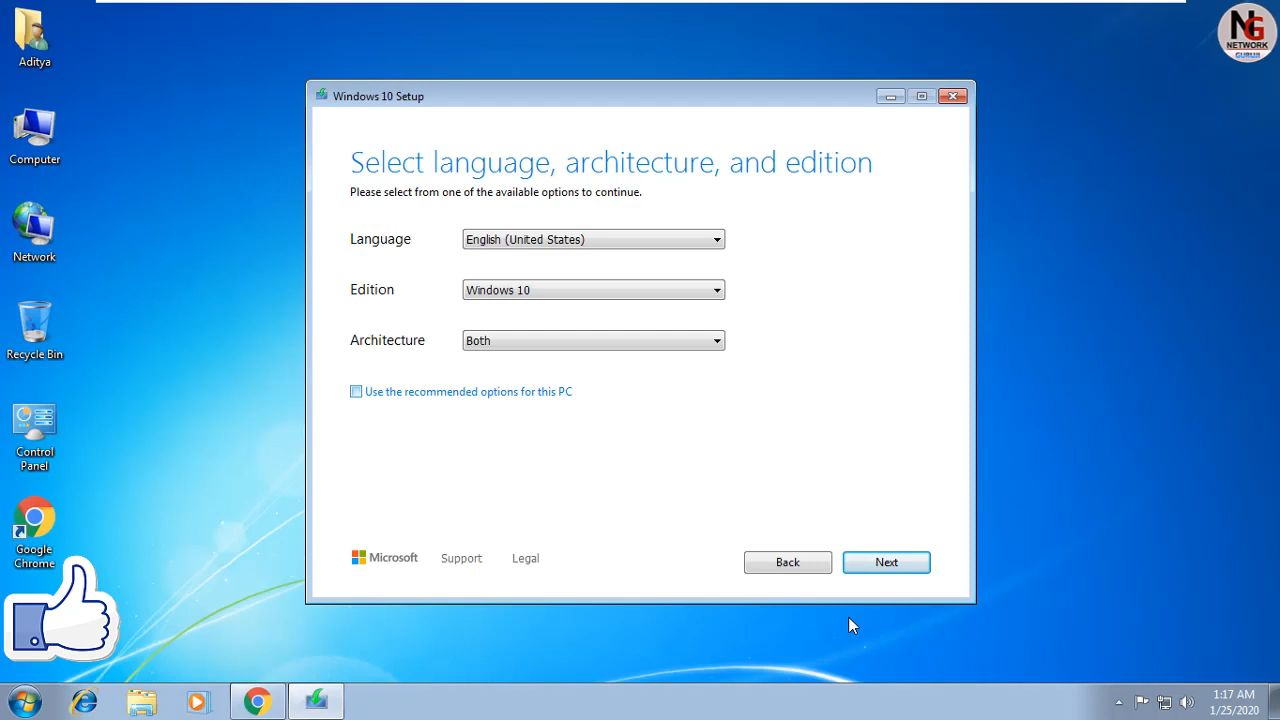 Aditya
NG
NETWORK
GURUJI
Windows 10 Setup
Computer
Select language, architecture, and edition
Please select from one of the available options to continue.
Network
Language
English (United States)
Edition
Windows 10
Recycle Bin
Architecture
Both
Use the recommended options for this PC
Control
Panel
Google
Chrome
Microsoft
Support
Legal
Back
Next
1:17 AM
1/25/2020